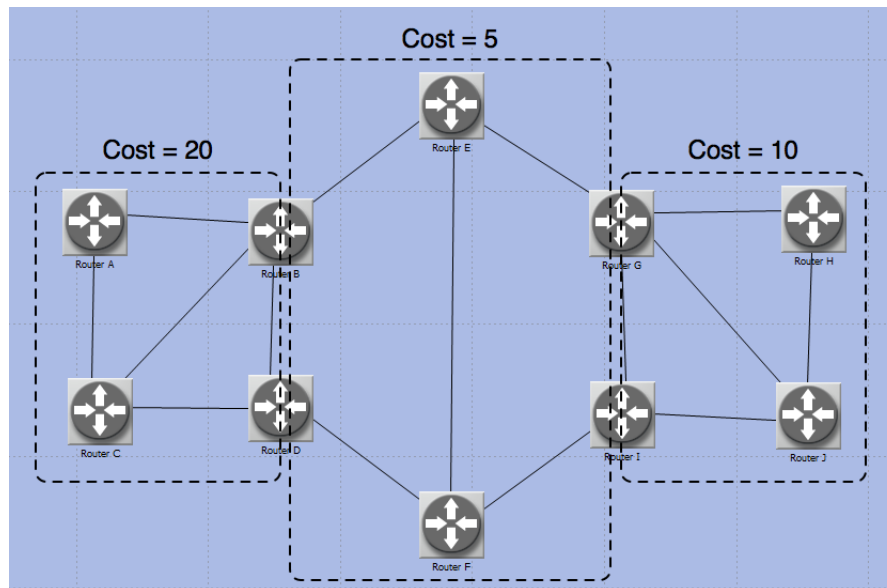 Cost = 5
Router E
Cost = 20
Cost = 10
Router A
Router B
Router G
Router H
Router C
Router D
Router I
Router J
Router F